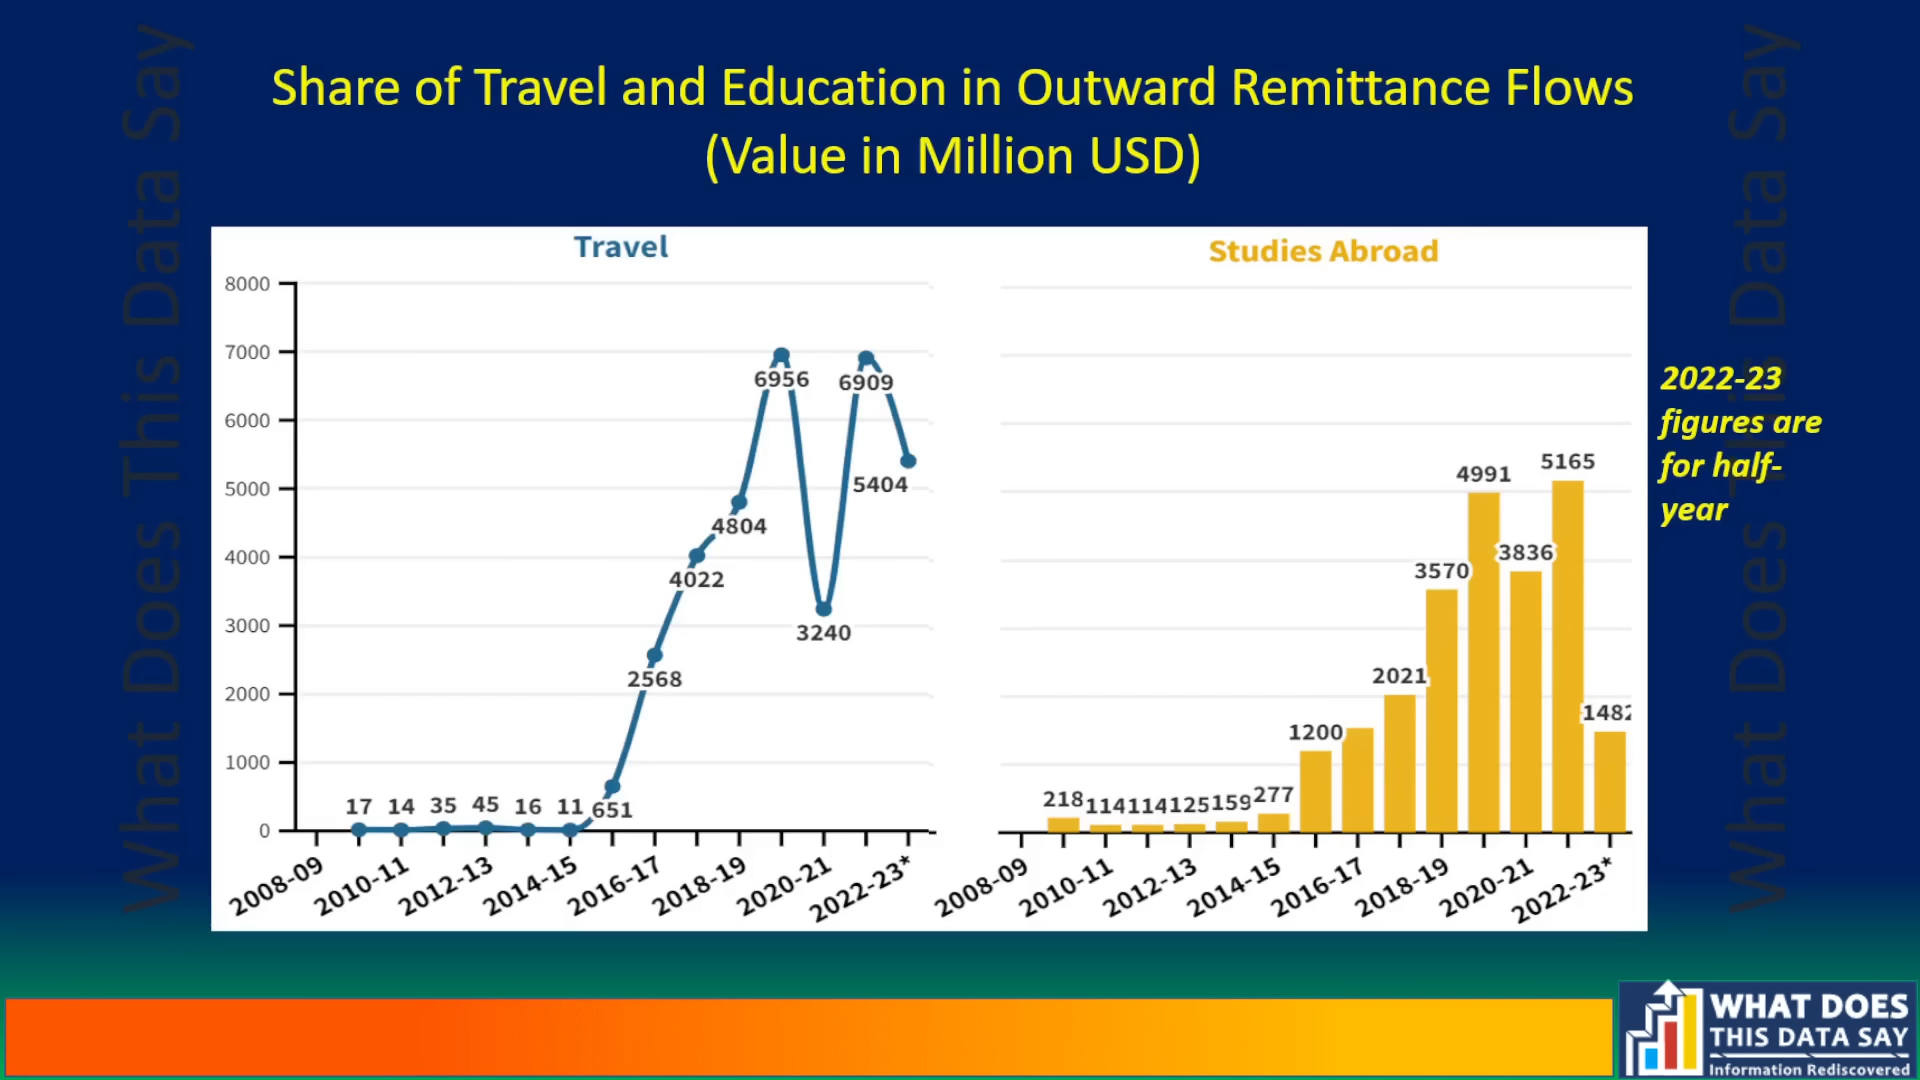 Share of Travel and Education in Outward Remittance Flows
(Value in Million USD)
What Does This Data Say
What Does This Data Say
Travel
8000
7000
6000
5000
4000
3000
2000
1000
0
17 14 35 45 16 11 651
2568
4022
4804
6956
3240
6909
5404
2008-09 2010-11 2012-13 2014-15 2016-17 2018-19 2020-21 2022-23*
Studies Abroad
218 114 114 125 159 277
1200
2021
3570
4991
3836
5165
1482
2008-09 2010-11 2012-13 2014-15 2016-17 2018-19 2020-21 2022-23*
2022-23
figures are
for half-
year
WHAT DOES
THIS DATA SAY
Information Rediscovered